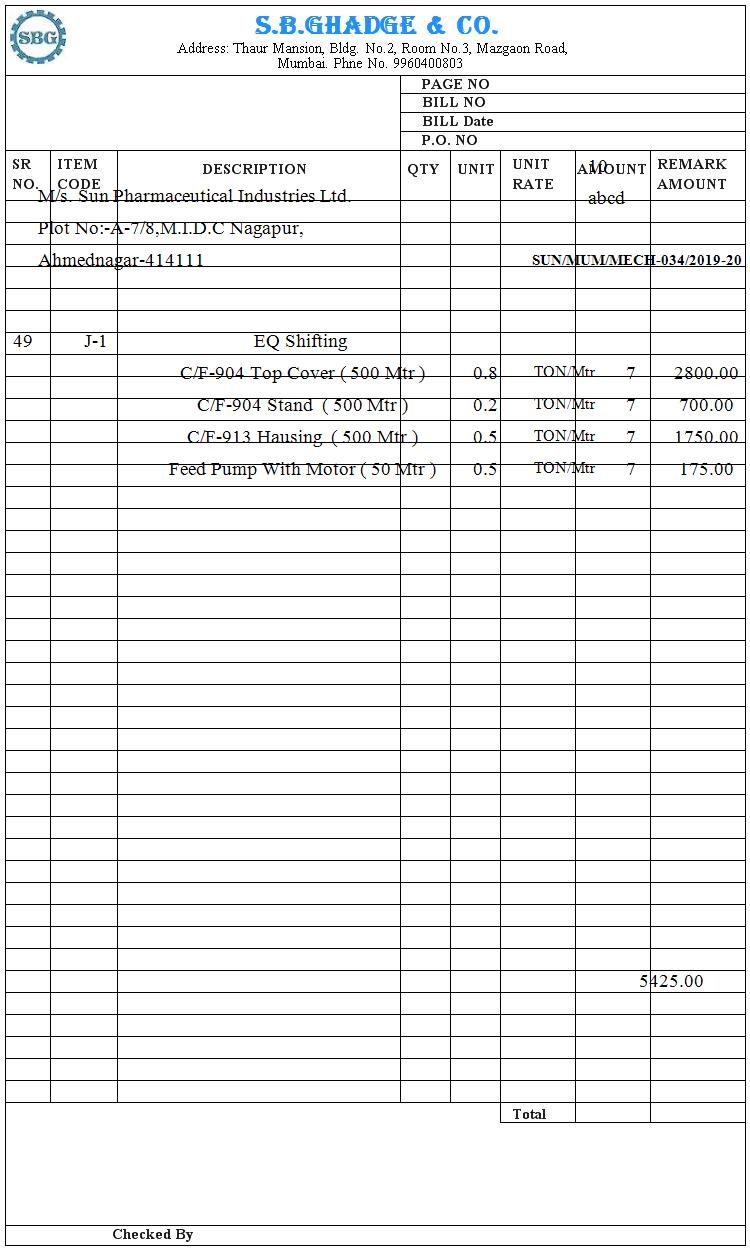 SBG
S.B.GHADGE & CO.
Address: Thaur Mansion, Bldg. No.2, Room No.3, Mazgaon Road,
Mumbai. Phne No. 9960400803
PAGE NO
BILL NO
BILL Date
P.O. NO
SR NO. ITEM CODE DESCRIPTION QTY UNIT UNIT RATE AMOUNT REMARK AMOUNT
10
M/s. Sun Pharmaceutical Industries Ltd. abcd
Plot No:-A-7/8,M.I.D.C Nagapur,
Ahmednagar-414111 SUN/MUM/MECH-034/2019-20
49 J-1 EQ Shifting
C/F-904 Top Cover ( 500 Mtr ) 0.8 TON/Mtr 7 2800.00
C/F-904 Stand ( 500 Mtr ) 0.2 TON/Mtr 7 700.00
C/F-913 Hausing ( 500 Mtr ) 0.5 TON/Mtr 7 1750.00
Feed Pump With Motor ( 50 Mtr ) 0.5 TON/Mtr 7 175.00
5425.00
Total
Checked By